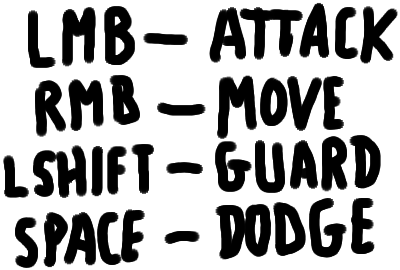 LMB - ATTACK
RMB - MOVE
LSHIFT - GUARD
SPACE - DODGE